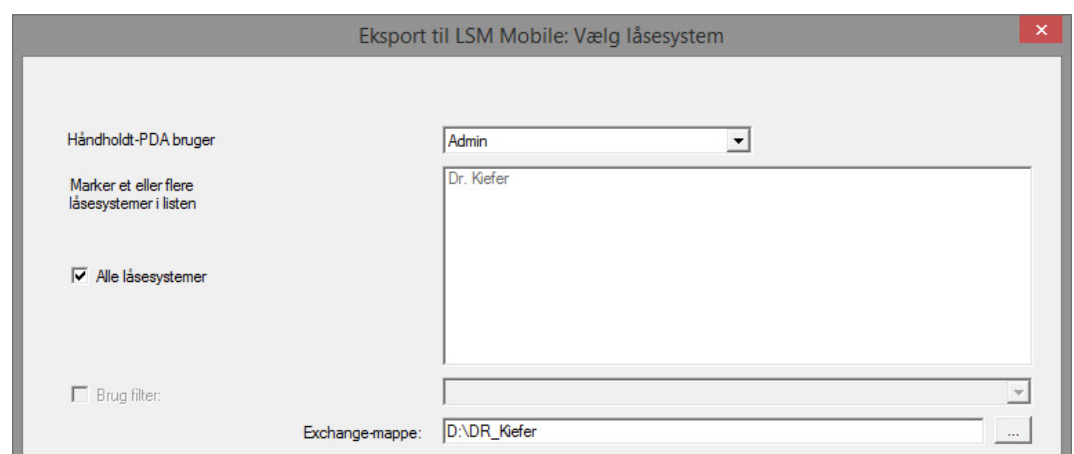 Eksport til LSM Mobile: Vælg låsesystem
Håndholdt-PDA bruger
Admin
Marker et eller flere
låsesystemer i listen
Dr. Kiefer
Alle låsesystemer
Brug filter:
Exchange-mappe:
D:\DR_Kiefer
...